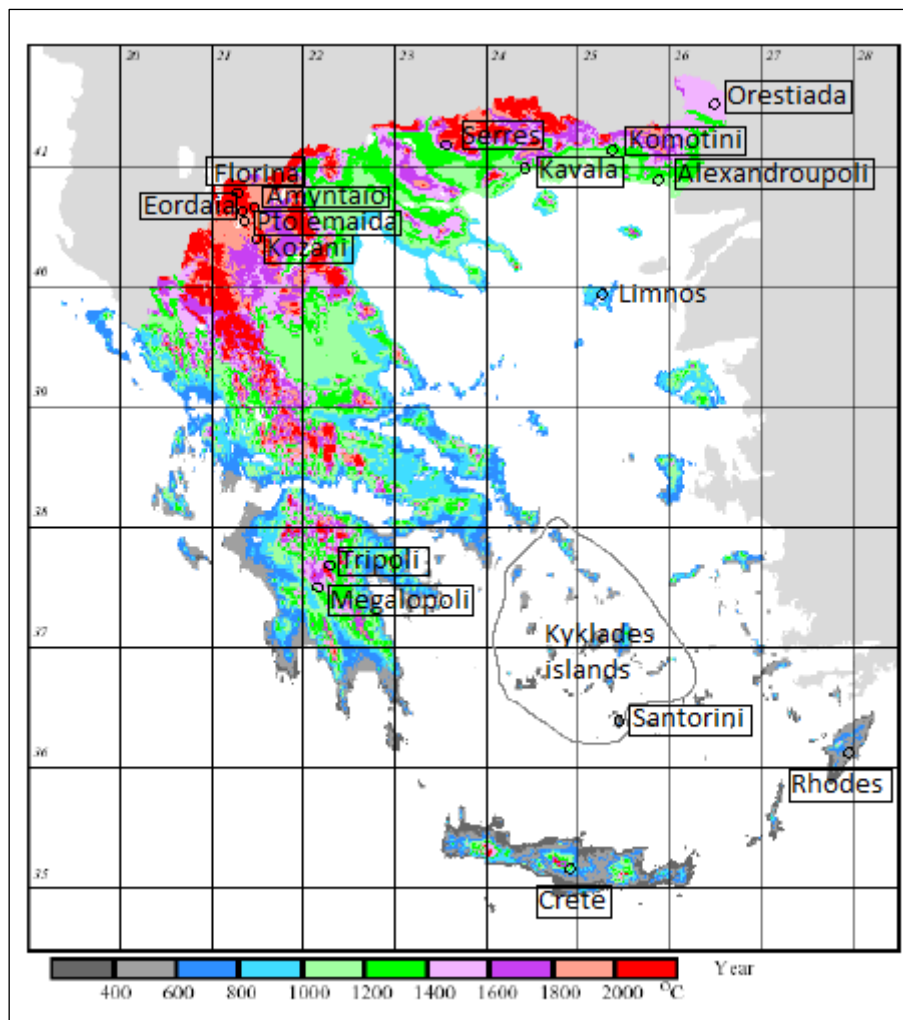 20 21 22 23 24 25 26 27 28
Orestiada
Serres
Komotini
41
Florina
Kavala
Alexandroupoli
Amyntaio
Eordaia
Ptolemaida
Kozani
40
Limnos
39
38
Tripoli
Megalopoli
37
Kyklades
islands
Santorini
36
Rhodes
35
Crete
Year
400 600 800 1000 1200 1400 1600 1800 2000 °C